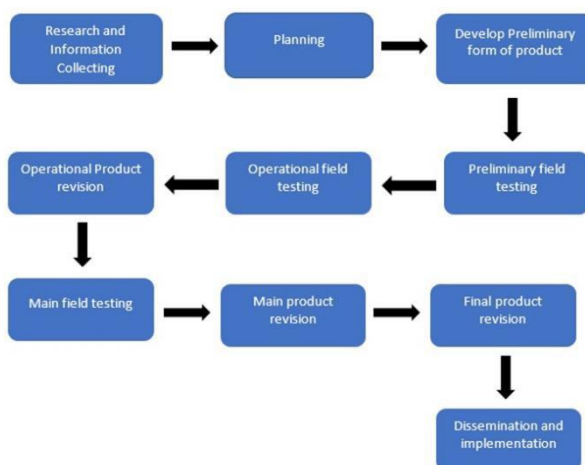 Research and
Information
Collecting
Planning
Develop Preliminary
form of product
Preliminary field
testing
Operational field
testing
Operational Product
revision
Main field testing
Main product
revision
Final product
revision
Dissemination and
implementation